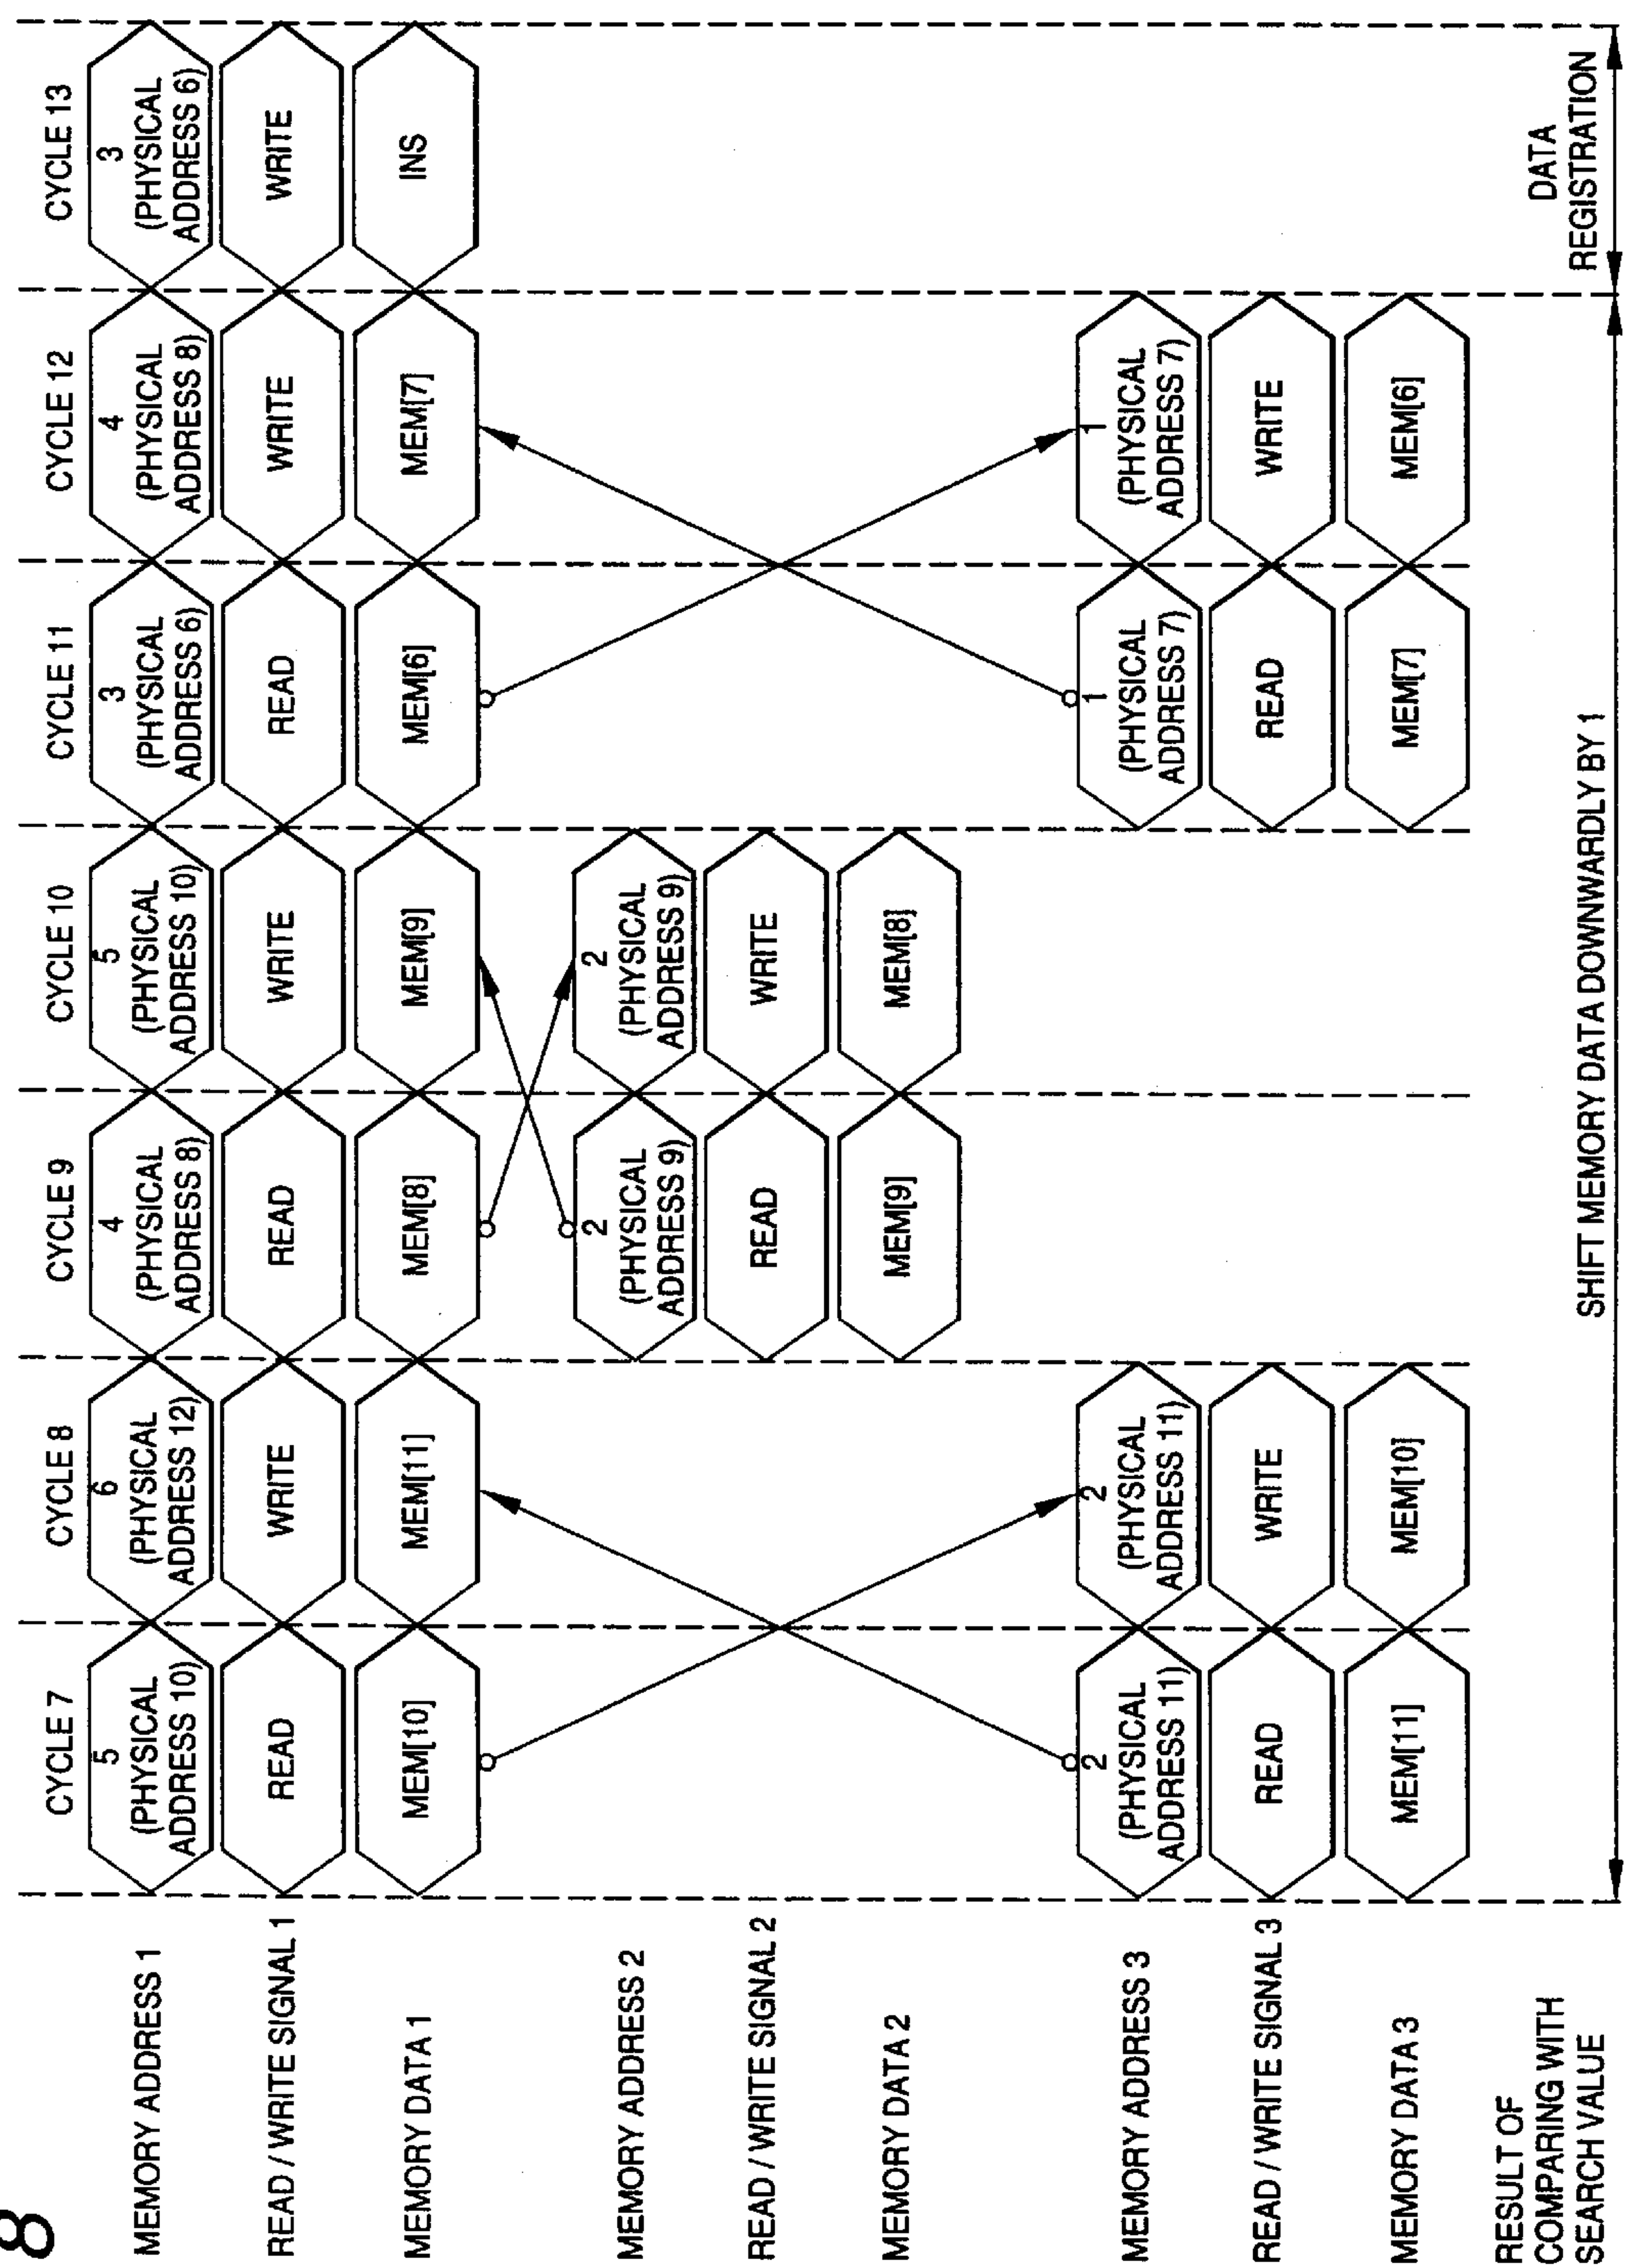 8
CYCLE 7
CYCLE 8
CYCLE 9
CYCLE 10
CYCLE 11
CYCLE 12
CYCLE 13
MEMORY ADDRESS 1
5
(PHYSICAL
ADDRESS 10)
6
(PHYSICAL
ADDRESS 12)
4
(PHYSICAL
ADDRESS 8)
5
(PHYSICAL
ADDRESS 10)
3
(PHYSICAL
ADDRESS 6)
4
(PHYSICAL
ADDRESS 8)
3
(PHYSICAL
ADDRESS 6)
READ / WRITE SIGNAL 1
READ
WRITE
READ
WRITE
READ
WRITE
WRITE
MEMORY DATA 1
MEM[10]
MEM[11]
MEM[8]
MEM[9]
MEM[6]
MEM[7]
INS
MEMORY ADDRESS 2
2
(PHYSICAL
ADDRESS 9)
2
(PHYSICAL
ADDRESS 9)
READ / WRITE SIGNAL 2
READ
WRITE
MEMORY DATA 2
MEM[9]
MEM[8]
MEMORY ADDRESS 3
2
(PHYSICAL
ADDRESS 11)
2
(PHYSICAL
ADDRESS 11)
1
(PHYSICAL
ADDRESS 7)
1
(PHYSICAL
ADDRESS 7)
READ / WRITE SIGNAL 3
READ
WRITE
READ
WRITE
MEMORY DATA 3
MEM[11]
MEM[10]
MEM[7]
MEM[6]
RESULT OF
COMPARING WITH
SEARCH VALUE
SHIFT MEMORY DATA DOWNWARDLY BY 1
DATA
REGISTRATION